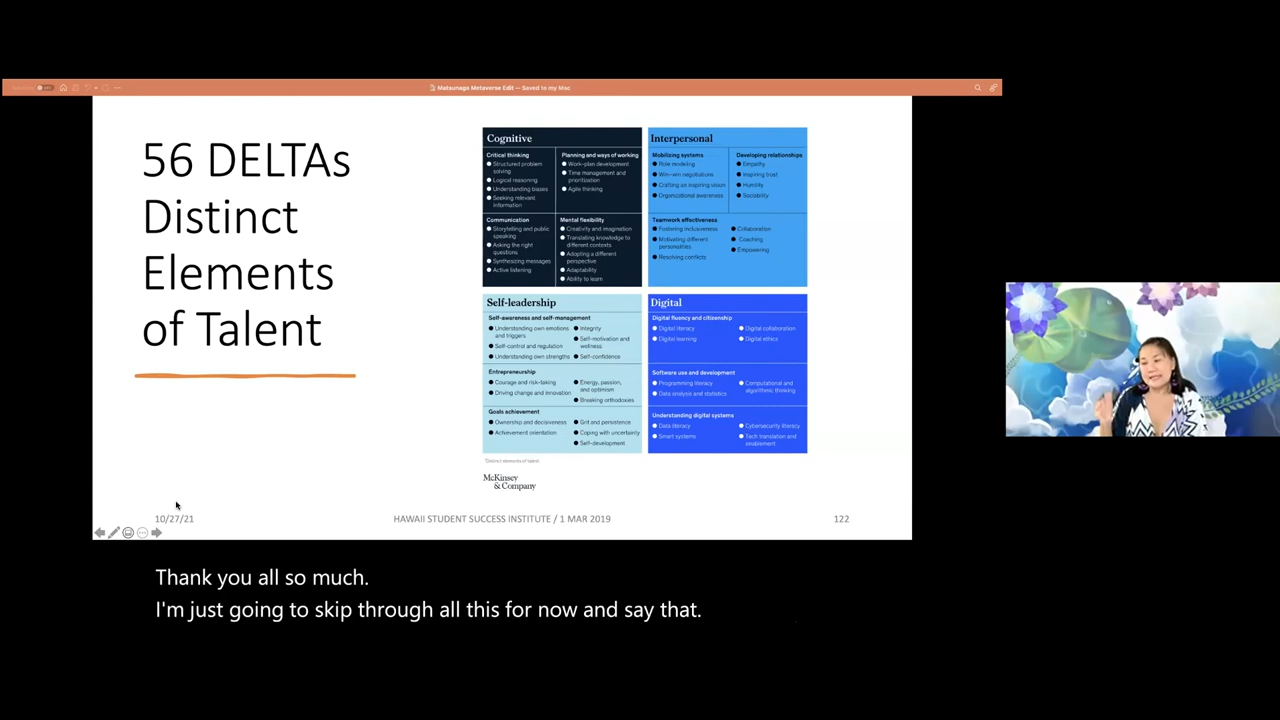 Matsunaga Metaverse Edit — Saved to my Mac
56 DELTAs
Distinct
Elements
of Talent
Cognitive
Critical thinking
Structured problem
solving
Logical reasoning
Understanding biases
Seeking relevant
information
Planning and ways of working
Work-plan development
Time management and
prioritization
Agile thinking
Communication
Storytelling and public
speaking
Asking the right
questions
Synthesizing messages
Active listening
Mental flexibility
Creativity and imagination
Translating knowledge to
different contexts
Adopting a different
perspective
Adaptability
Ability to learn
Interpersonal
Mobilizing systems
Role modeling
Win–win negotiations
Crafting an inspiring vision
Organizational awareness
Developing relationships
Empathy
Inspiring trust
Humility
Sociability
Teamwork effectiveness
Fostering inclusiveness
Motivating different
personalities
Resolving conflicts
Collaboration
Coaching
Empowering
Self-leadership
Self-awareness and self-management
Understanding own emotions
and triggers
Self-control and regulation
Understanding own strengths
Integrity
Self-motivation and
wellness
Self-confidence
Entrepreneurship
Courage and risk-taking
Driving change and innovation
Energy, passion,
and optimism
Breaking orthodoxies
Goals achievement
Ownership and decisiveness
Achievement orientation
Grit and persistence
Coping with uncertainty
Self-development
Digital
Digital fluency and citizenship
Digital literacy
Digital learning
Digital collaboration
Digital ethics
Software use and development
Programming literacy
Data analysis and statistics
Computational and
algorithmic thinking
Understanding digital systems
Data literacy
Smart systems
Cybersecurity literacy
Tech translation and
enablement
¹Distinct elements of talent
McKinsey
& Company
10/27/21
HAWAII STUDENT SUCCESS INSTITUTE / 1 MAR 2019
122
Thank you all so much.
I'm just going to skip through all this for now and say that.